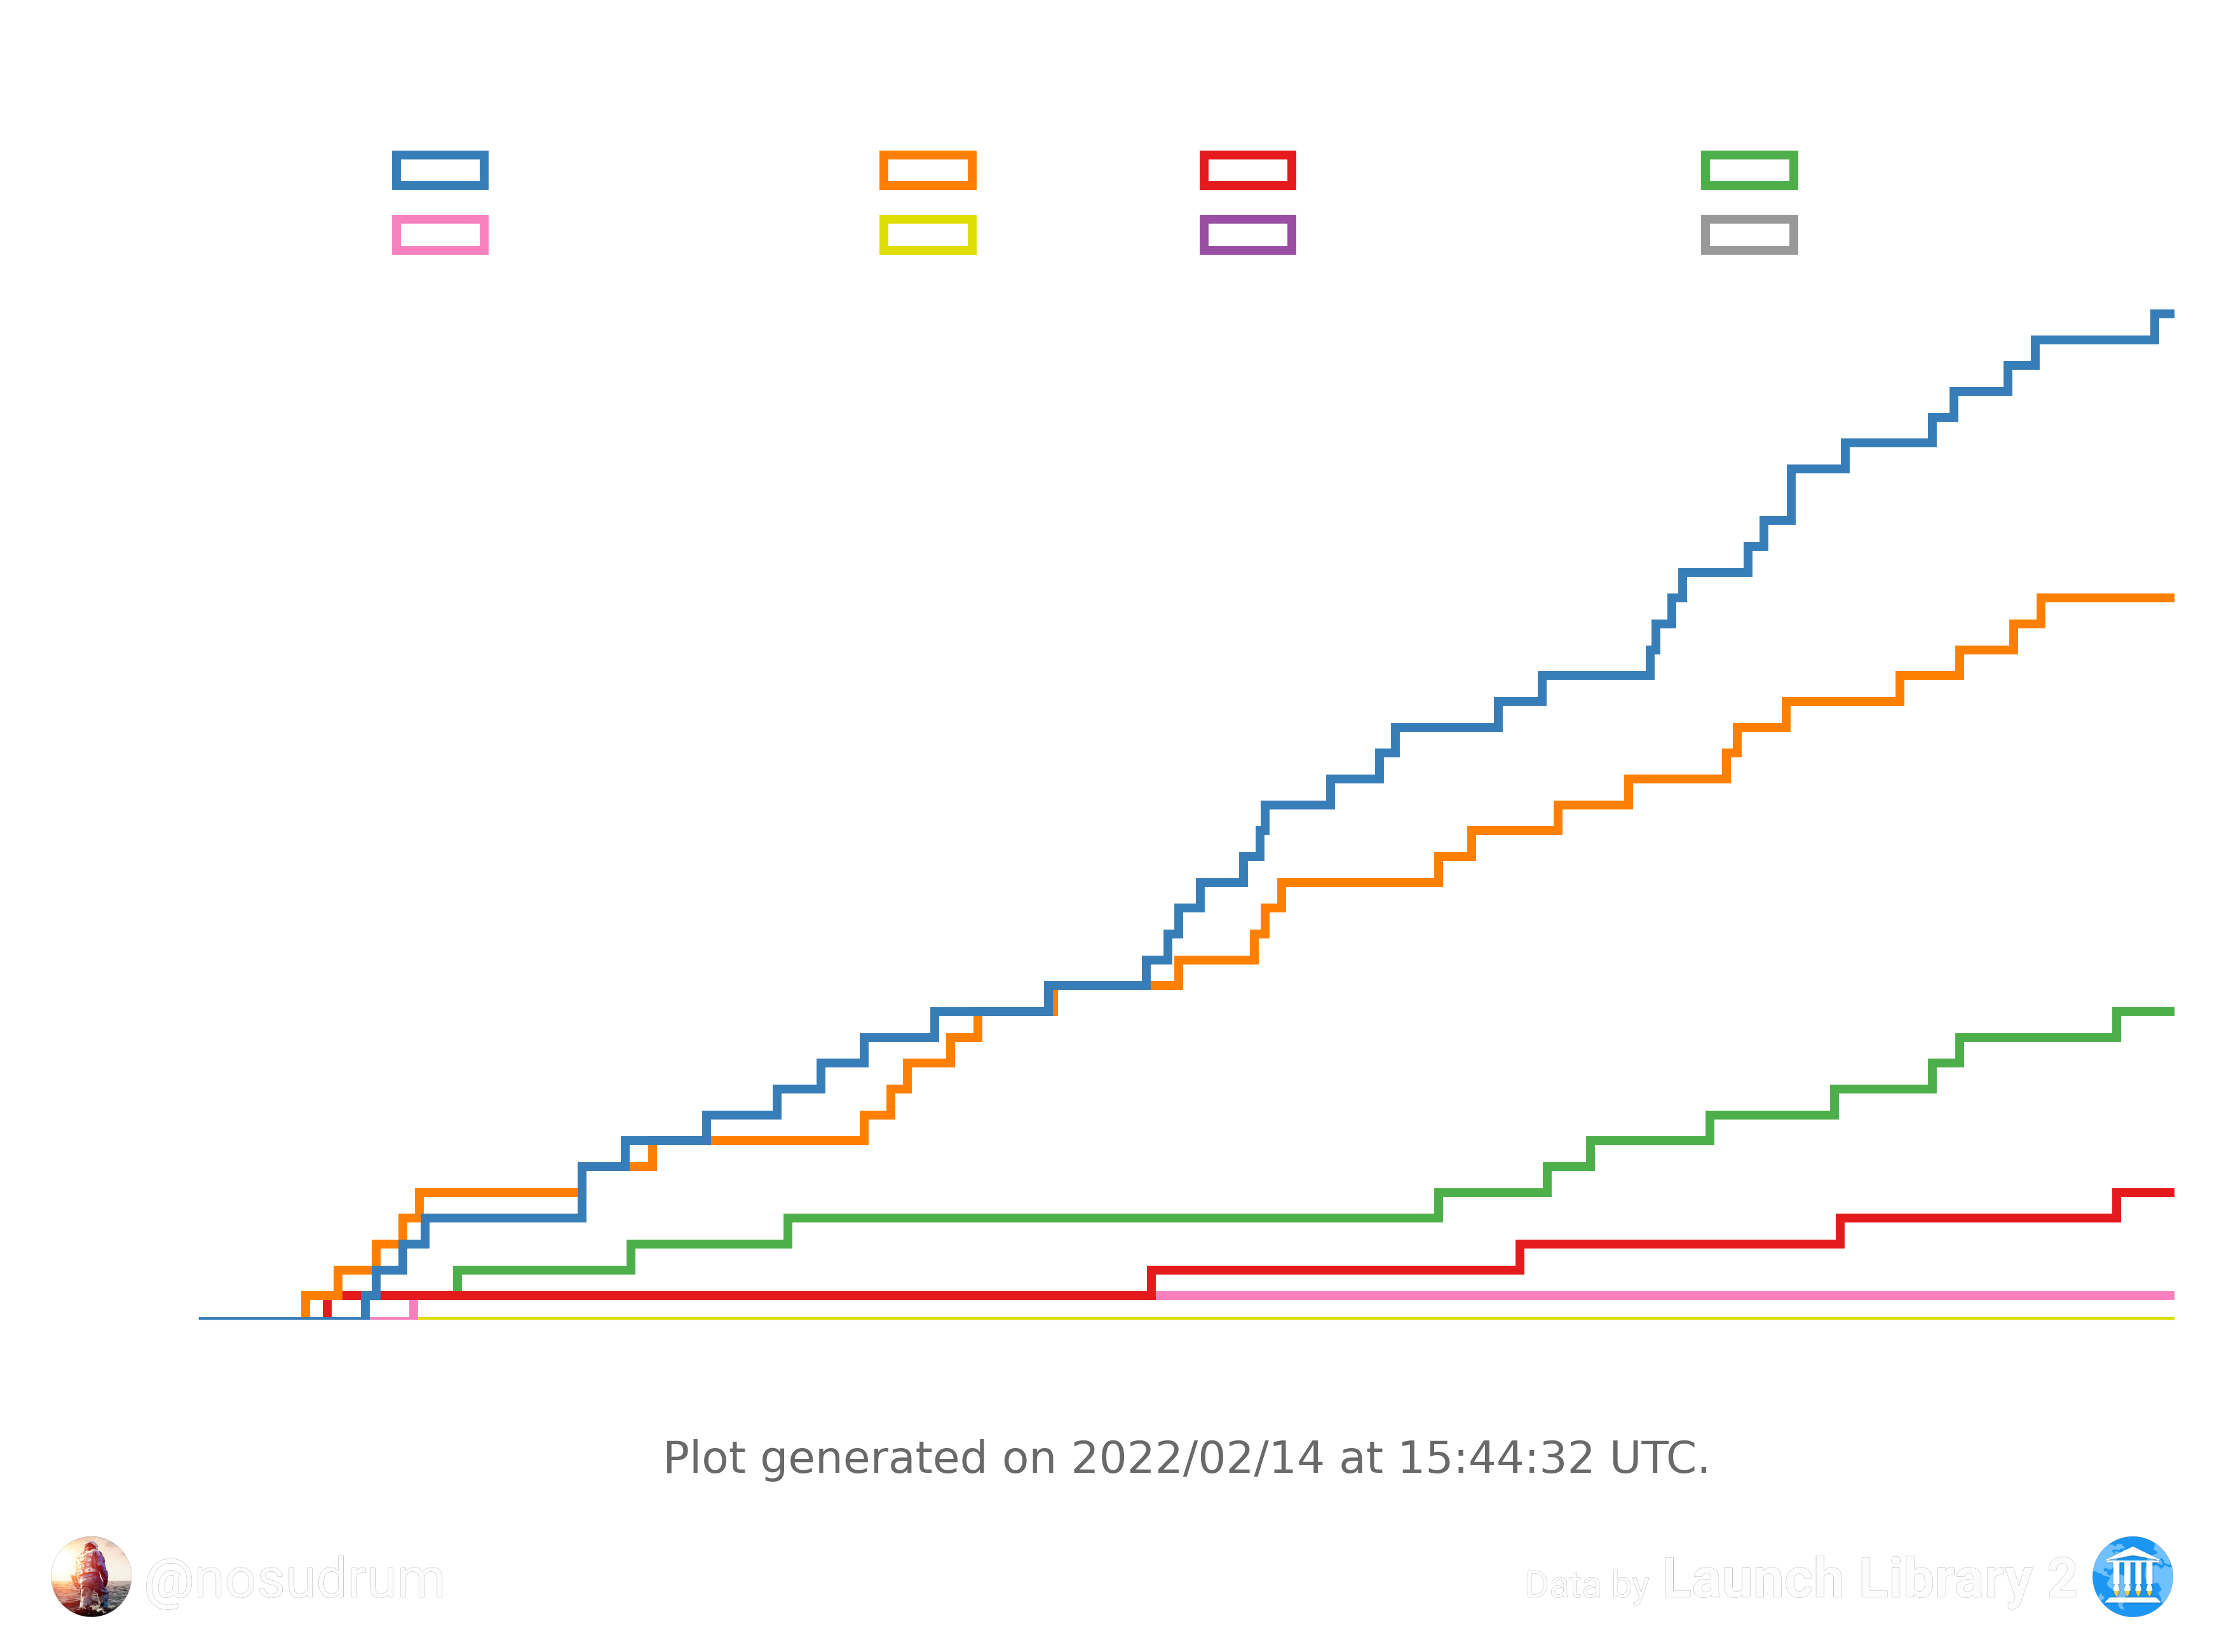 Plot generated on 2022/02/14 at 15:44:32 UTC.
@nosudrum
Data by Launch Library 2